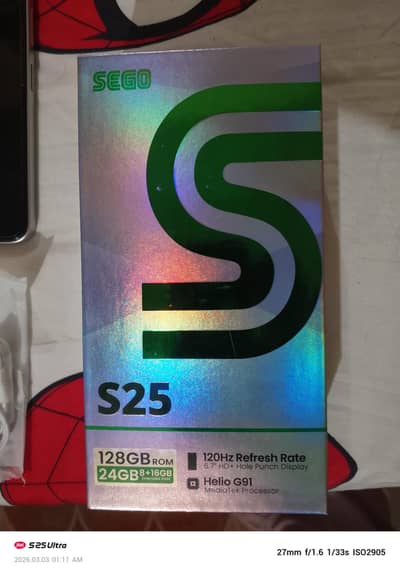 SEGO
S
S25
128GB ROM
24GB 8+16GB
120Hz Refresh Rate
6.7" HD+ Hole Punch Display
Helio G91
MediaTek Processor
S25Ultra
2026.03.03 01:11 AM
27mm f/1.6 1/33s ISO2905